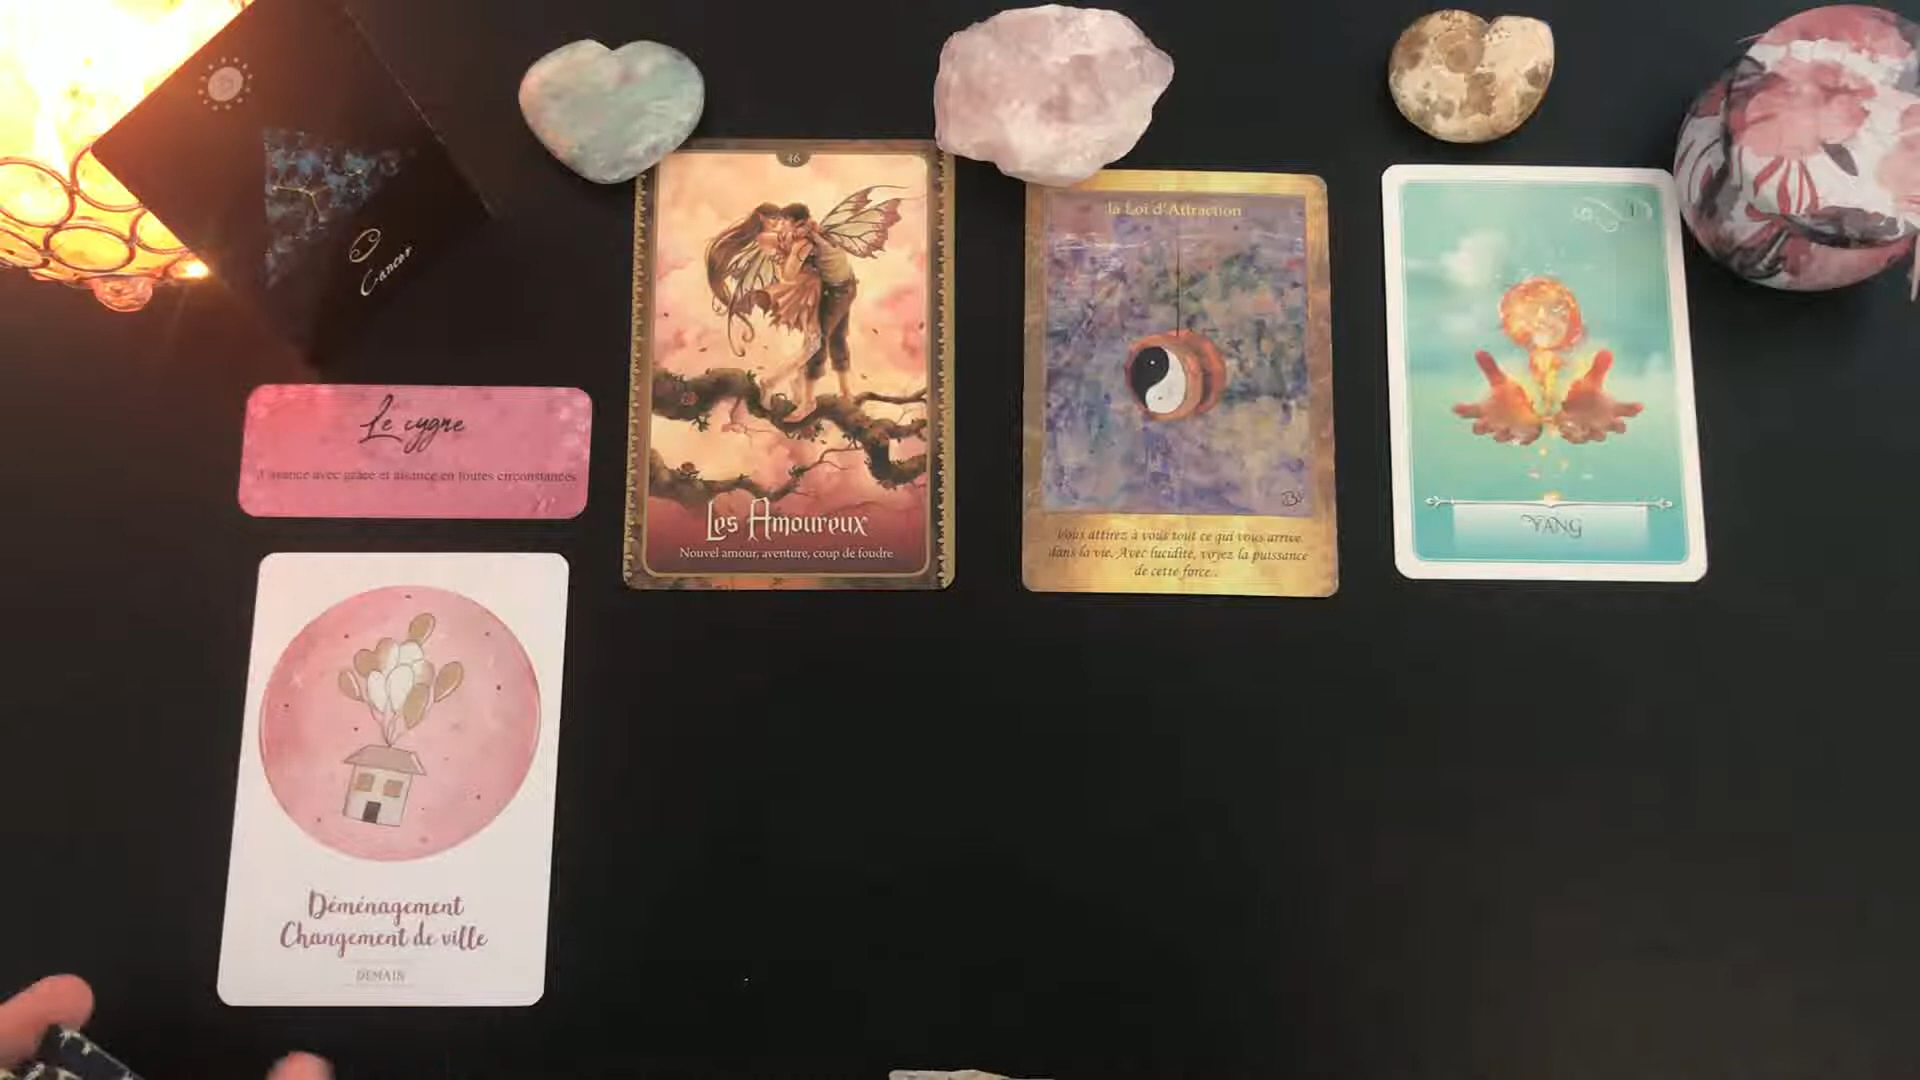 Cancer
Le cygne
J'avance avec grâce et aisance en toutes circonstances
46
Les Amoureux
Nouvel amour, aventure, coup de foudre
la Loi d'Attraction
Vous attirez à vous tout ce qui vous arrive
dans la vie. Avec lucidité, voyez la puissance
de cette force...
1
YANG
Déménagement
Changement de ville
DEMAIN